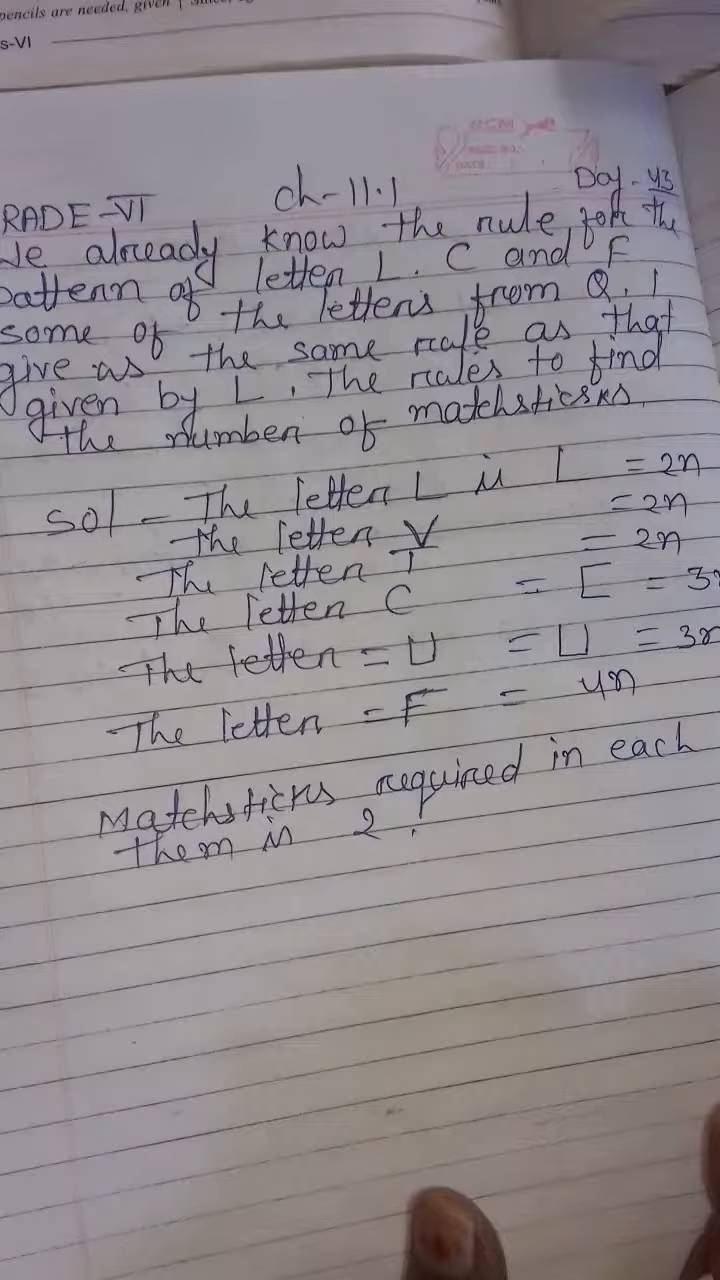 pencils are needed, given
s-VI
RADE-VI ch-11.1 Day-43
We already know the rule for the
pattern of letter L. C and F
some of the letters from Q. 1
give us the same rule as that
given by L. The rules to find
the number of matchsticks
sol - The letter L is L = 2n
The letter V = 2n
The letter T = 2n
The letter C = C = 3n
The letter = U = U = 3n
The letter = F = 4n
Matchsticks required in each
them is 2.